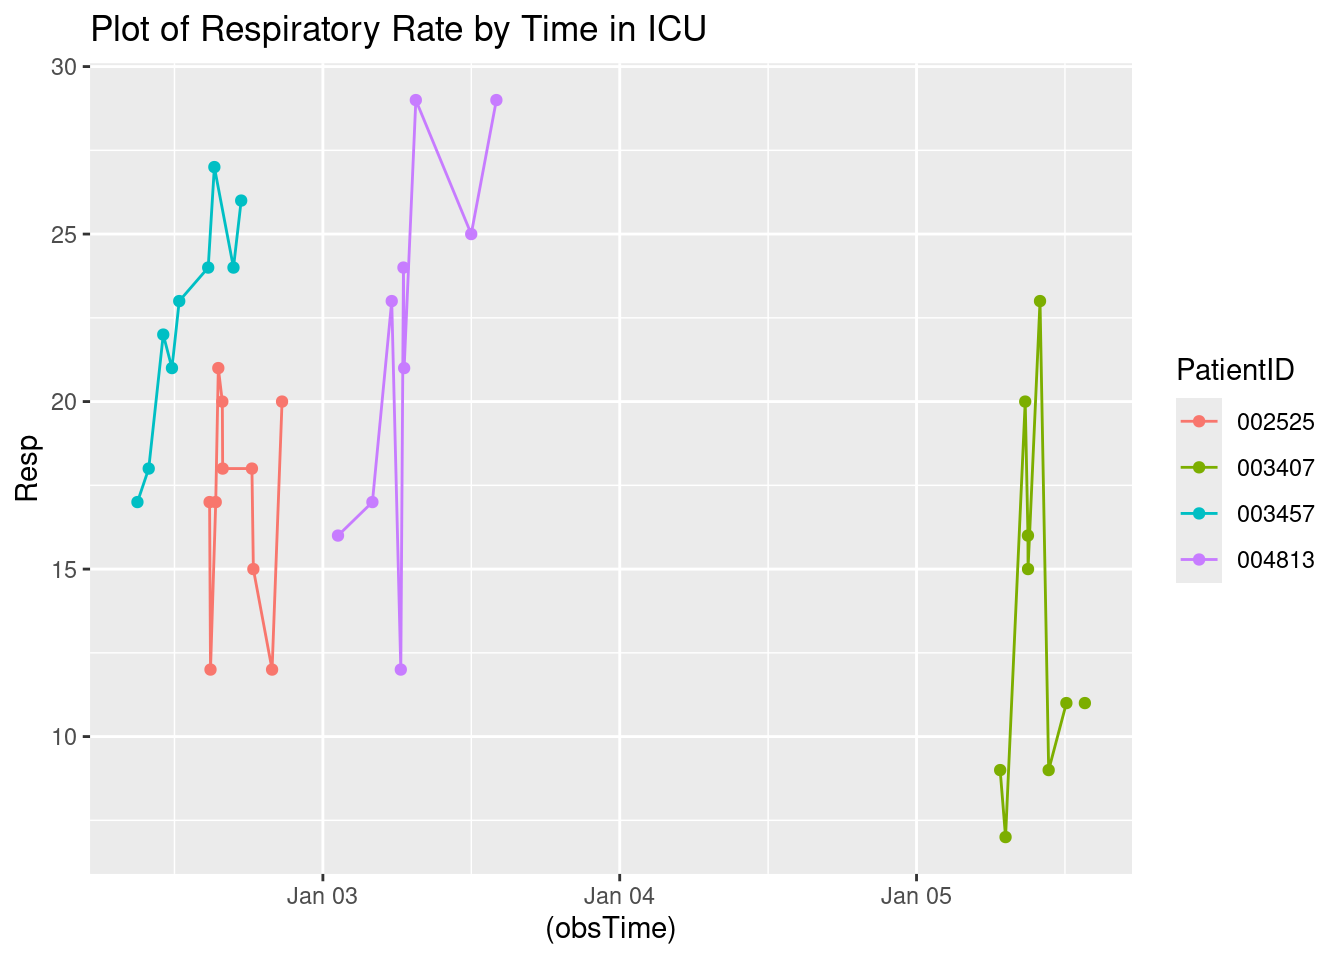 Plot of Respiratory Rate by Time in ICU
30
25
20
15
10
Resp
Jan 03
Jan 04
Jan 05
(obsTime)
PatientID
002525
003407
003457
004813